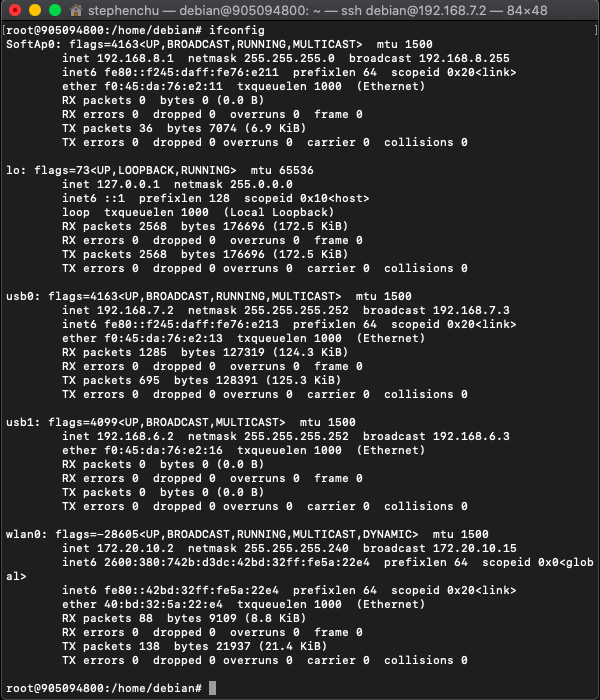 stephenchu — debian@905094800: ~ — ssh debian@192.168.7.2 — 84×48
[root@905094800:/home/debian# ifconfig ]
SoftAp0: flags=4163<UP,BROADCAST,RUNNING,MULTICAST>  mtu 1500
        inet 192.168.8.1  netmask 255.255.255.0  broadcast 192.168.8.255
        inet6 fe80::f245:daff:fe76:e211  prefixlen 64  scopeid 0x20<link>
        ether f0:45:da:76:e2:11  txqueuelen 1000  (Ethernet)
        RX packets 0  bytes 0 (0.0 B)
        RX errors 0  dropped 0  overruns 0  frame 0
        TX packets 36  bytes 7074 (6.9 KiB)
        TX errors 0  dropped 0 overruns 0  carrier 0  collisions 0
lo: flags=73<UP,LOOPBACK,RUNNING>  mtu 65536
        inet 127.0.0.1  netmask 255.0.0.0
        inet6 ::1  prefixlen 128  scopeid 0x10<host>
        loop  txqueuelen 1000  (Local Loopback)
        RX packets 2568  bytes 176696 (172.5 KiB)
        RX errors 0  dropped 0  overruns 0  frame 0
        TX packets 2568  bytes 176696 (172.5 KiB)
        TX errors 0  dropped 0 overruns 0  carrier 0  collisions 0
usb0: flags=4163<UP,BROADCAST,RUNNING,MULTICAST>  mtu 1500
        inet 192.168.7.2  netmask 255.255.255.252  broadcast 192.168.7.3
        inet6 fe80::f245:daff:fe76:e213  prefixlen 64  scopeid 0x20<link>
        ether f0:45:da:76:e2:13  txqueuelen 1000  (Ethernet)
        RX packets 1285  bytes 127319 (124.3 KiB)
        RX errors 0  dropped 0  overruns 0  frame 0
        TX packets 695  bytes 128391 (125.3 KiB)
        TX errors 0  dropped 0 overruns 0  carrier 0  collisions 0
usb1: flags=4099<UP,BROADCAST,MULTICAST>  mtu 1500
        inet 192.168.6.2  netmask 255.255.255.252  broadcast 192.168.6.3
        ether f0:45:da:76:e2:16  txqueuelen 1000  (Ethernet)
        RX packets 0  bytes 0 (0.0 B)
        RX errors 0  dropped 0  overruns 0  frame 0
        TX packets 0  bytes 0 (0.0 B)
        TX errors 0  dropped 0 overruns 0  carrier 0  collisions 0
wlan0: flags=-28605<UP,BROADCAST,RUNNING,MULTICAST,DYNAMIC>  mtu 1500
        inet 172.20.10.2  netmask 255.255.255.240  broadcast 172.20.10.15
        inet6 2600:380:742b:d3dc:42bd:32ff:fe5a:22e4  prefixlen 64  scopeid 0x0<glob
al>
        inet6 fe80::42bd:32ff:fe5a:22e4  prefixlen 64  scopeid 0x20<link>
        ether 40:bd:32:5a:22:e4  txqueuelen 1000  (Ethernet)
        RX packets 88  bytes 9109 (8.8 KiB)
        RX errors 0  dropped 0  overruns 0  frame 0
        TX packets 138  bytes 21937 (21.4 KiB)
        TX errors 0  dropped 0 overruns 0  carrier 0  collisions 0
root@905094800:/home/debian#